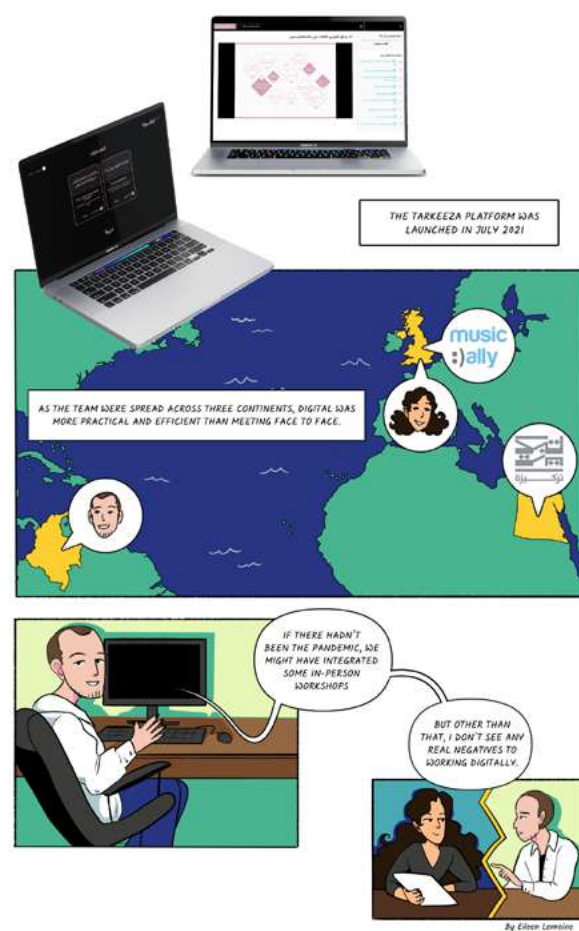 THE TARKEEZA PLATFORM WAS
LAUNCHED IN JULY 2021
music
:)ally
AS THE TEAM WERE SPREAD ACROSS THREE CONTINENTS, DIGITAL WAS
MORE PRACTICAL AND EFFICIENT THAN MEETING FACE TO FACE.
تركيزة
IF THERE HADN'T
BEEN THE PANDEMIC, WE
MIGHT HAVE INTEGRATED
SOME IN-PERSON
WORKSHOPS
BUT OTHER THAN
THAT, I DON'T SEE ANY
REAL NEGATIVES TO
WORKING DIGITALLY.
By Eileen Lemoine